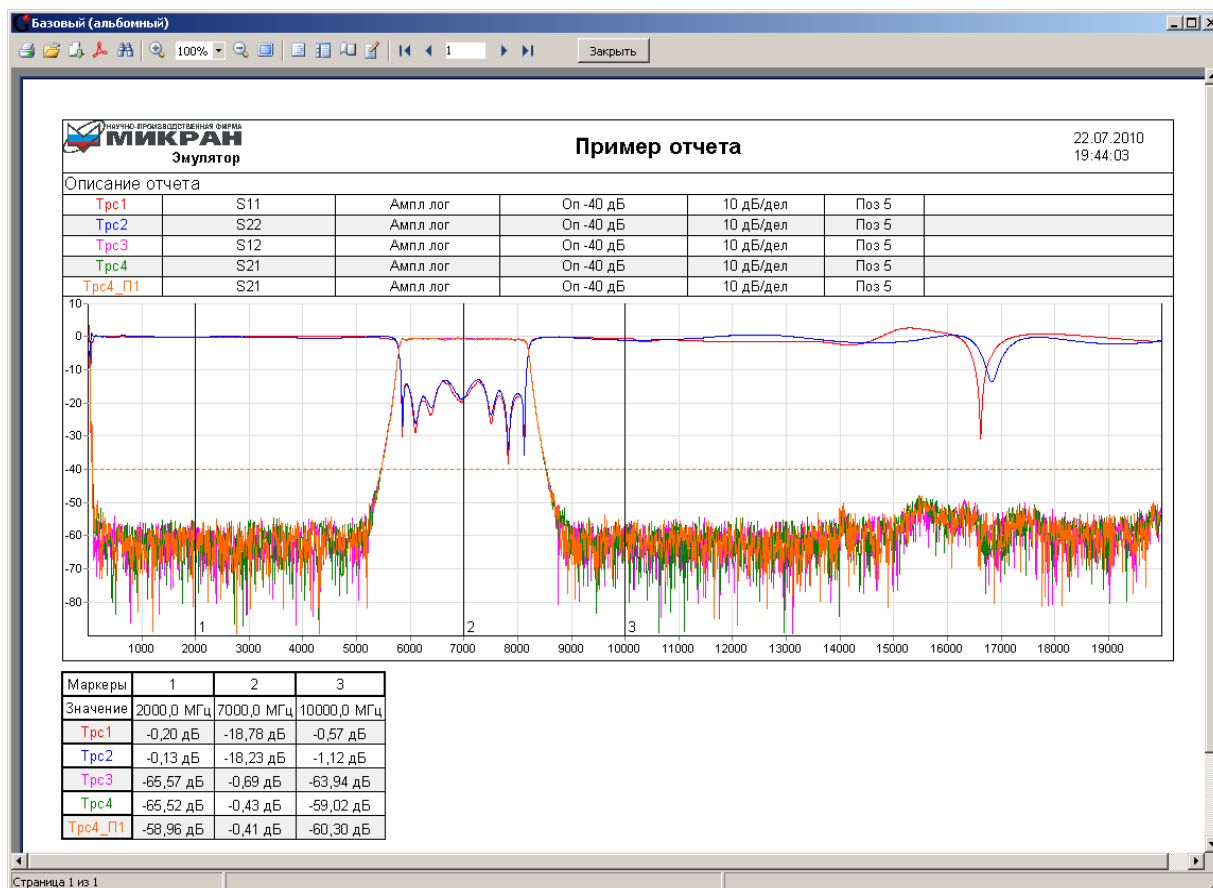 Базовый (альбомный)
100% 1 Закрыть
НАУЧНО-ПРОИЗВОДСТВЕННАЯ ФИРМА
МИКРАН
Эмулятор
Пример отчета
22.07.2010
19:44:03
Описание отчета
Трс1 S11 Ампл лог Оп -40 дБ 10 дБ/дел Поз 5
Трс2 S22 Ампл лог Оп -40 дБ 10 дБ/дел Поз 5
Трс3 S12 Ампл лог Оп -40 дБ 10 дБ/дел Поз 5
Трс4 S21 Ампл лог Оп -40 дБ 10 дБ/дел Поз 5
Трс4_П1 S21 Ампл лог Оп -40 дБ 10 дБ/дел Поз 5
10
0
-10
-20
-30
-40
-50
-60
-70
-80
1 2 3
1000 2000 3000 4000 5000 6000 7000 8000 9000 10000 11000 12000 13000 14000 15000 16000 17000 18000 19000
Маркеры 1 2 3
Значение 2000,0 МГц 7000,0 МГц 10000,0 МГц
Трс1 -0,20 дБ -18,78 дБ -0,57 дБ
Трс2 -0,13 дБ -18,23 дБ -1,12 дБ
Трс3 -65,57 дБ -0,69 дБ -63,94 дБ
Трс4 -65,52 дБ -0,43 дБ -59,02 дБ
Трс4_П1 -58,96 дБ -0,41 дБ -60,30 дБ
Страница 1 из 1